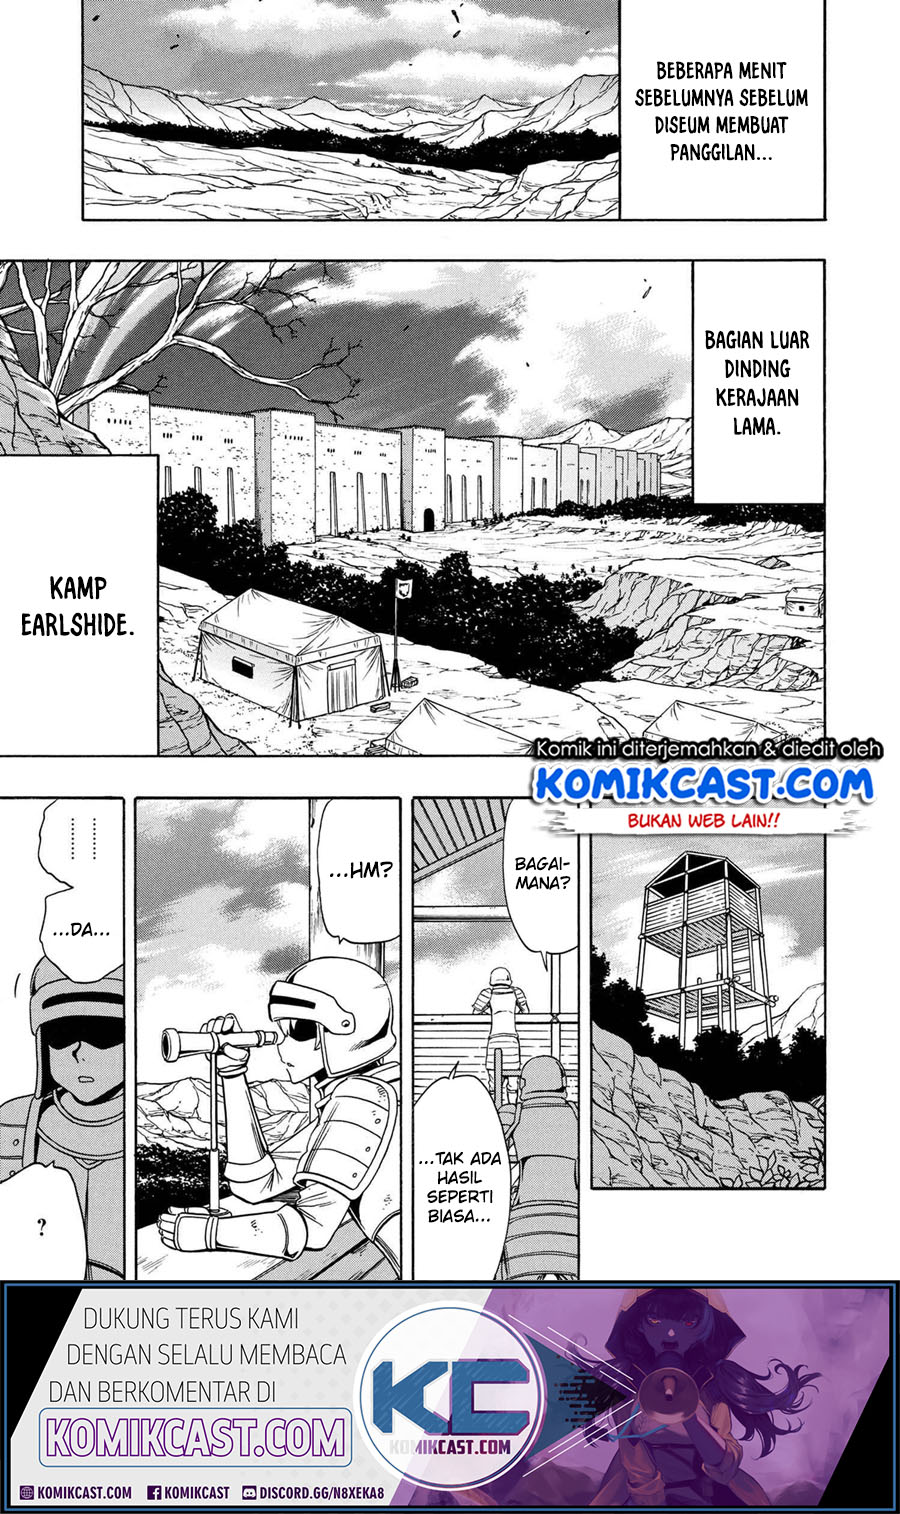 BEBERAPA MENIT
SEBELUMNYA SEBELUM
DISEUM MEMBUAT
PANGGILAN...
BAGIAN LUAR
DINDING
KERAJAAN
LAMA.
KAMP
EARLSHIDE.
Komik ini diterjemahkan & diedit oleh
KOMIKCAST.COM
BUKAN WEB LAIN!!
BAGAI-
MANA?
...TAK ADA
HASIL
SEPERTI
BIASA...
...HM?
...DA...
?
DUKUNG TERUS KAMI
DENGAN SELALU MEMBACA
DAN BERKOMENTAR DI
KOMIKCAST.COM
KOMIKCAST.COM
KOMIKCAST
DISCORD.GG/N8XEKA8
KC
KOMIKCAST.COM